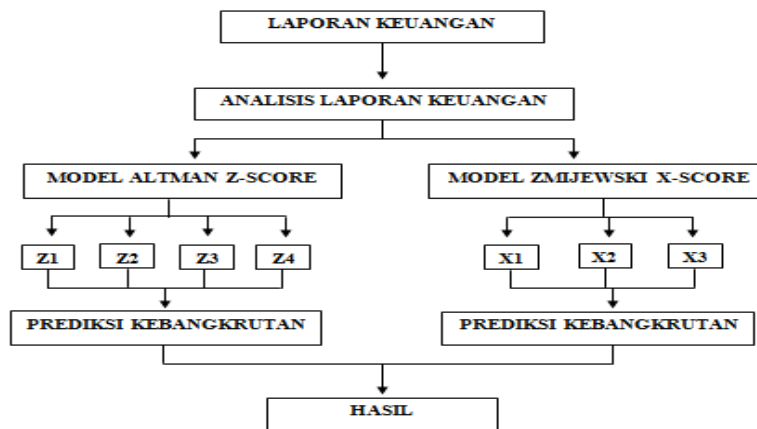 LAPORAN KEUANGAN
ANALISIS LAPORAN KEUANGAN
MODEL ALTMAN Z-SCORE
MODEL ZMIJEWSKI X-SCORE
Z1
Z2
Z3
Z4
X1
X2
X3
PREDIKSI KEBANGKRUTAN
PREDIKSI KEBANGKRUTAN
HASIL